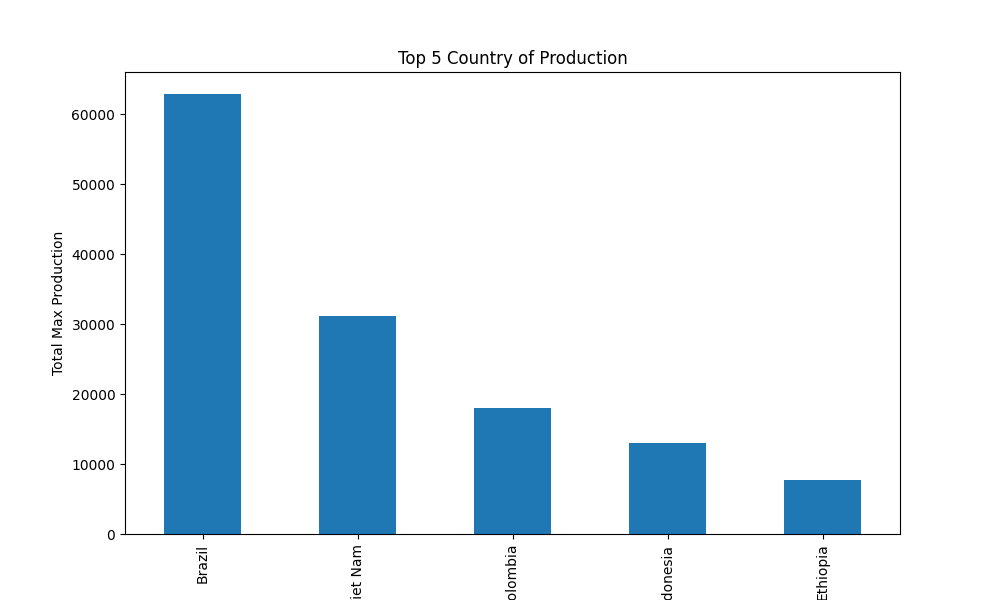 Top 5 Country of Production
Total Max Production
60000
50000
40000
30000
20000
10000
0
Brazil
iet Nam
olombia
donesia
Ethiopia